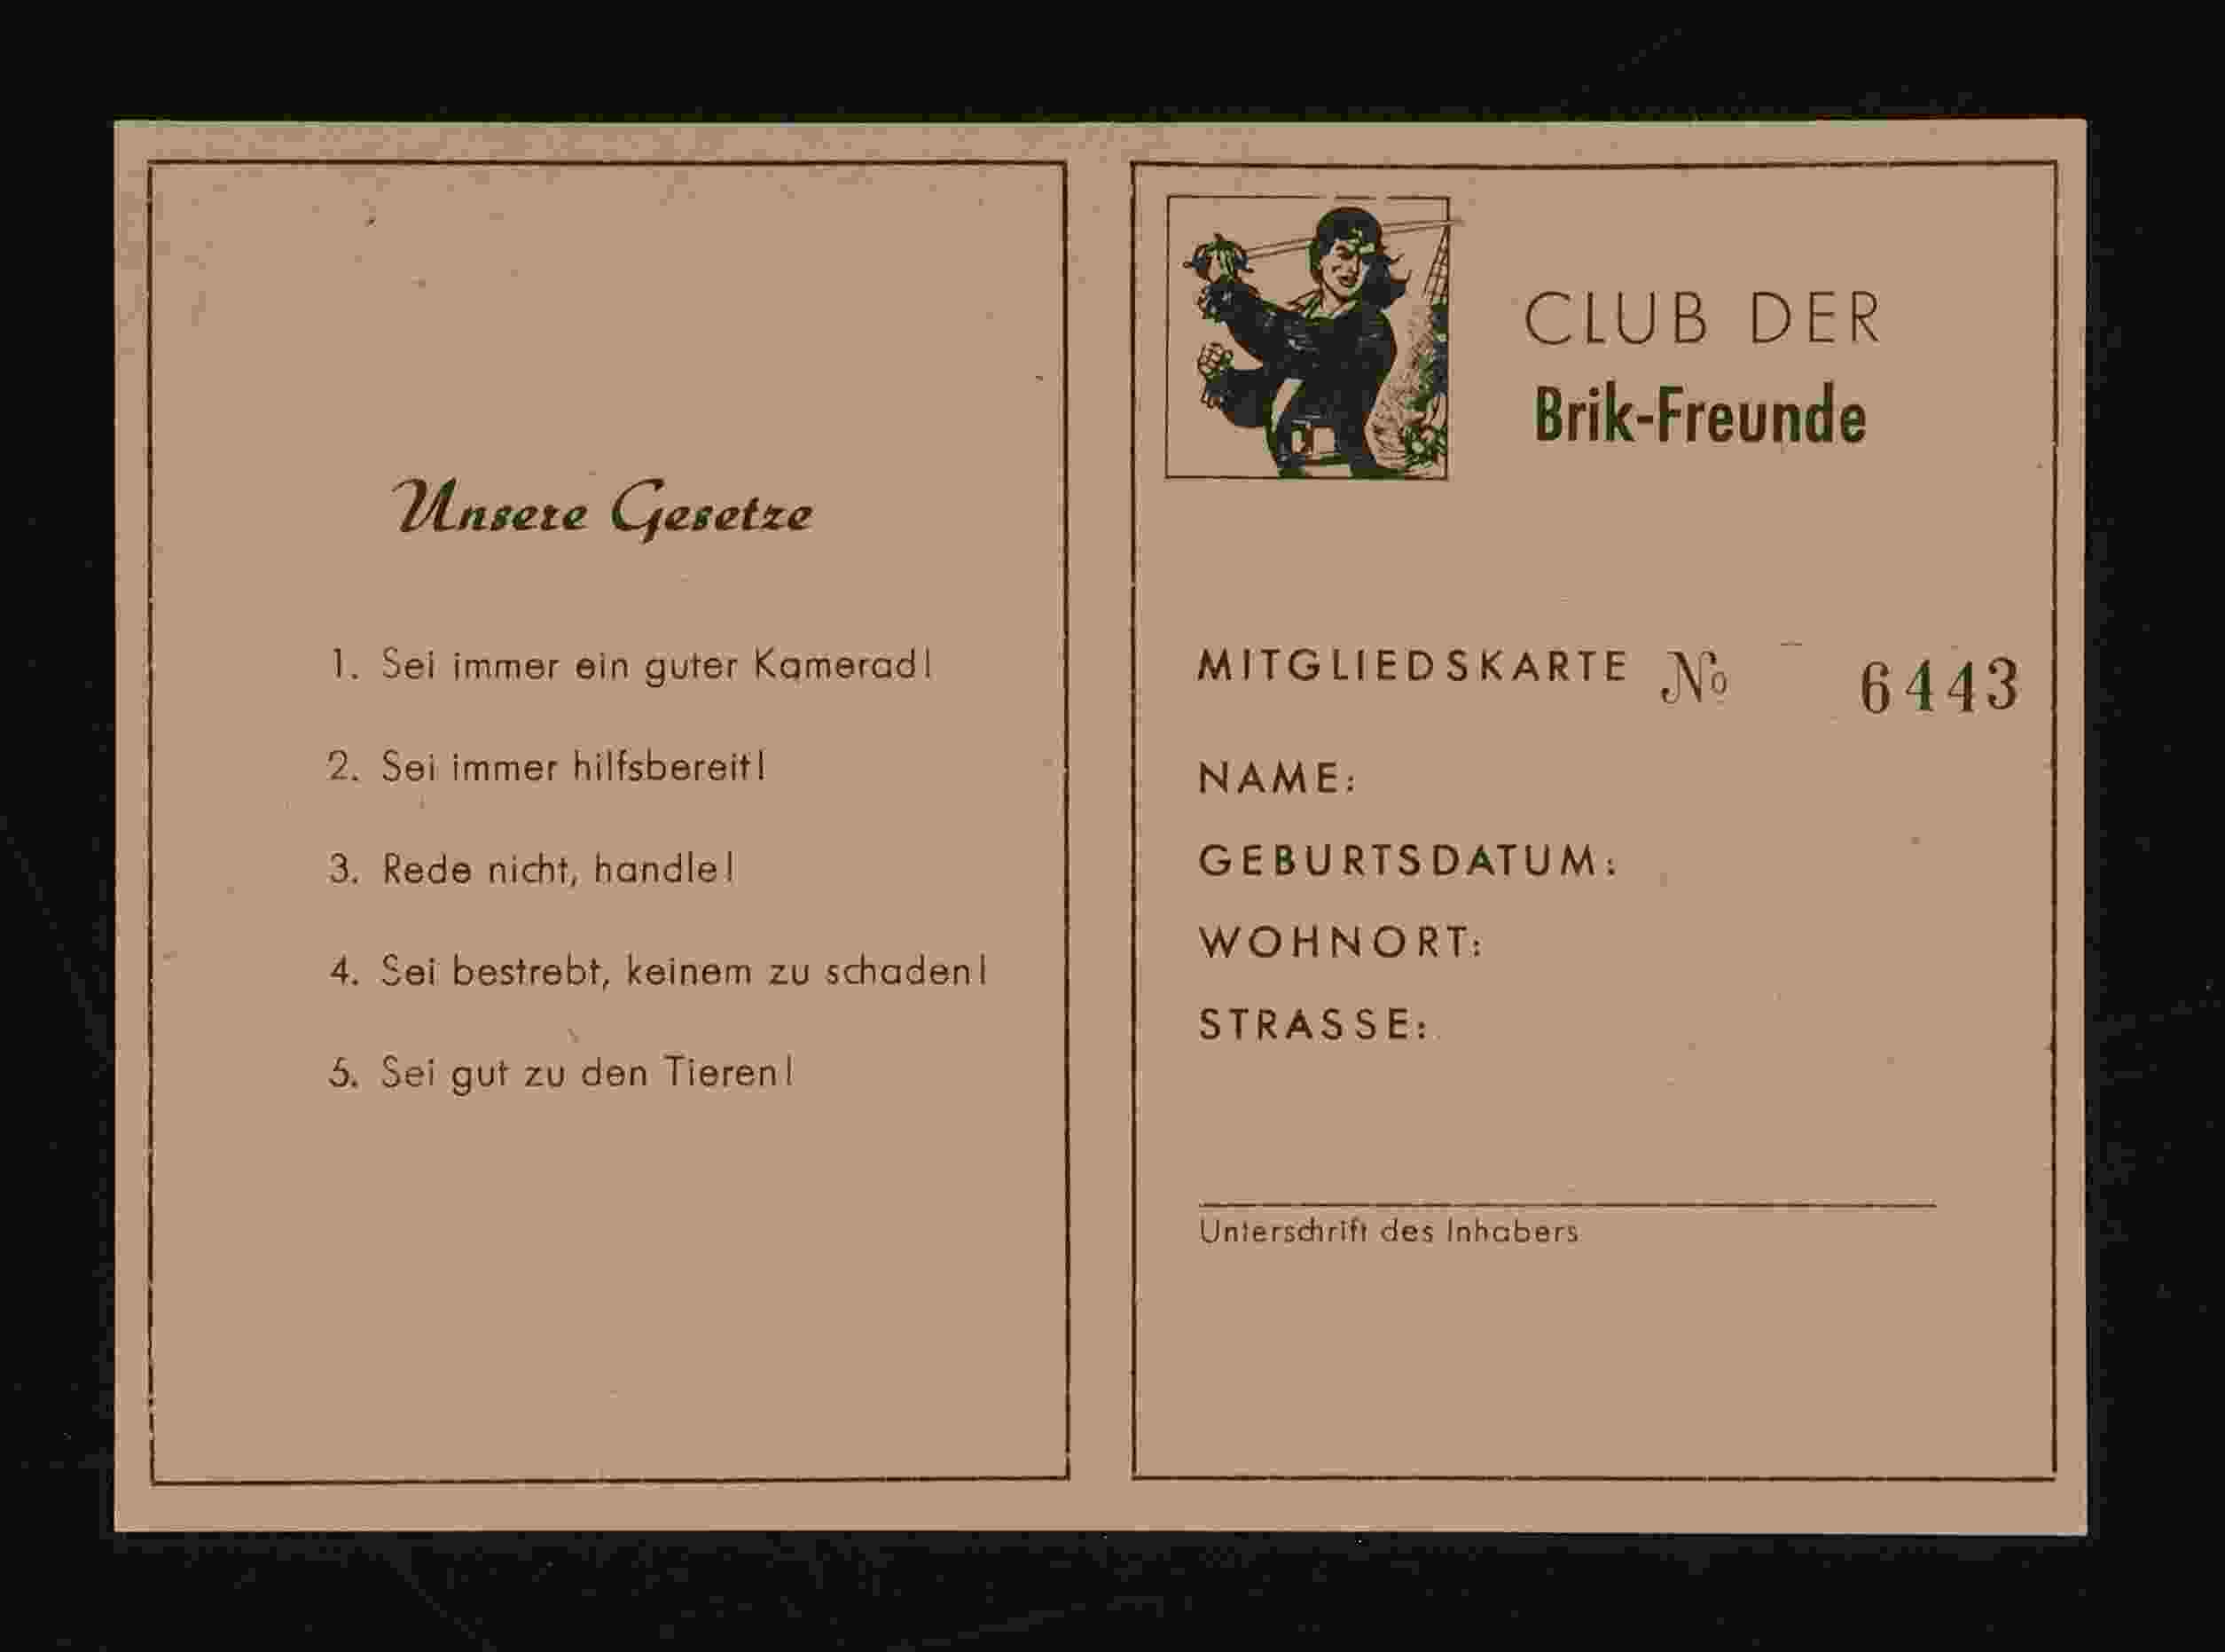 Unsere Gesetze
1. Sei immer ein guter Kamerad!
2. Sei immer hilfsbereit!
3. Rede nicht, handle!
4. Sei bestrebt, keinem zu schaden!
5. Sei gut zu den Tieren!
CLUB DER
Brik-Freunde
MITGLIEDSKARTE № 6443
NAME:
GEBURTSDATUM:
WOHNORT:
STRASSE:
Unterschrift des Inhabers